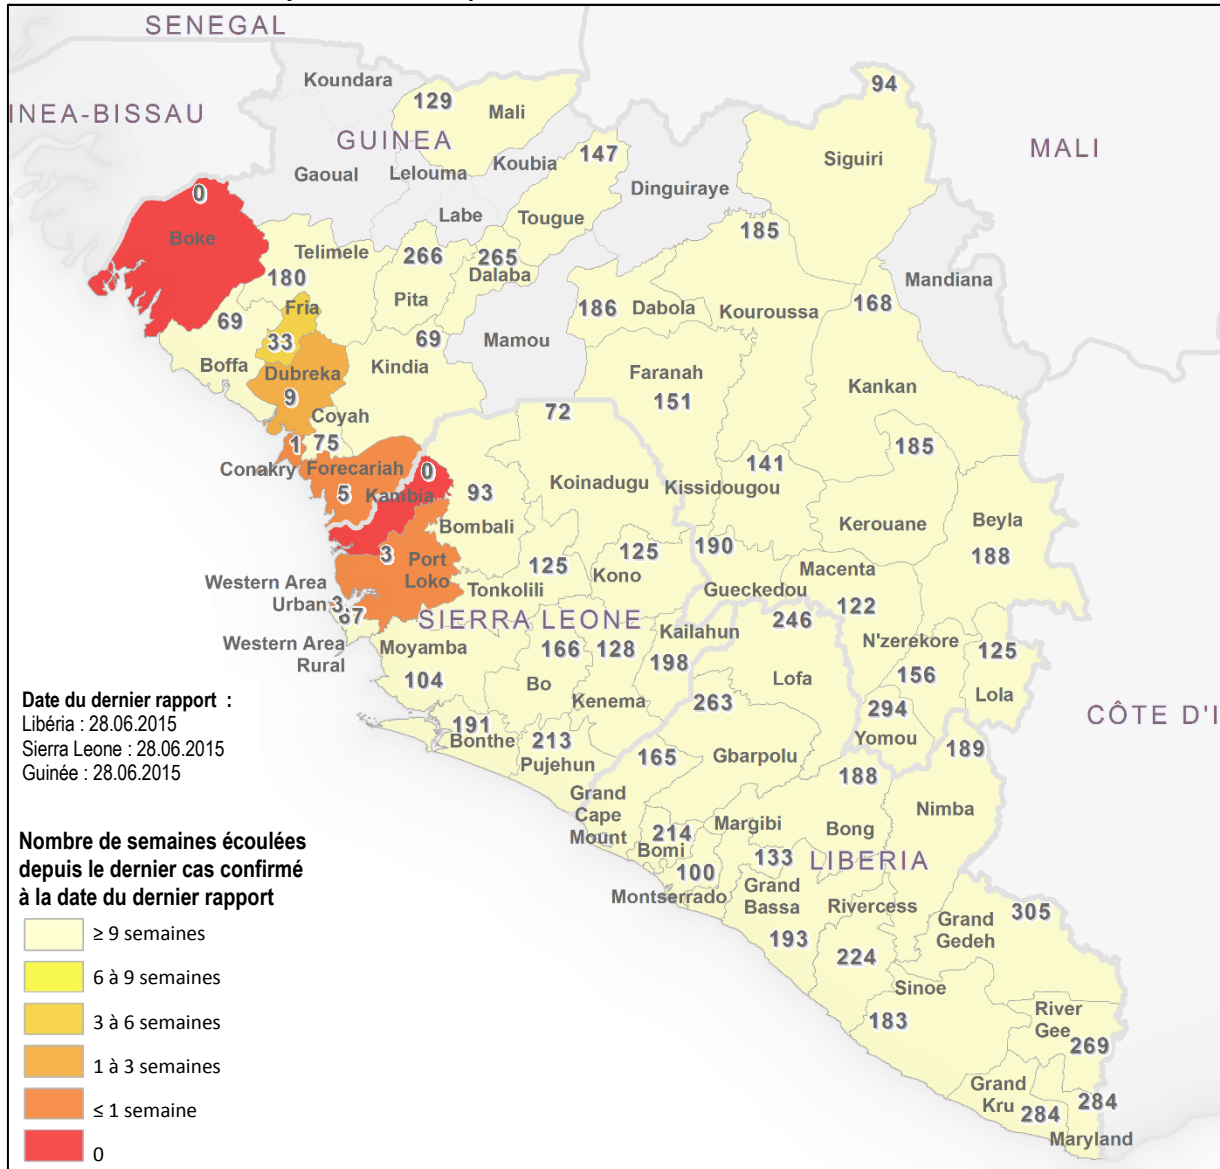 SENEGAL
Koundara
94
129
Mali
INEA-BISSAU
GUINEA
147
MALI
Koubia
Siguiri
Gaoual
Lelouma
Dinguiraye
0
Labe
Tougue
185
Boke
Telimele
266
265
Dalaba
Mandiana
180
Pita
186
Dabola
168
Fria
Kouroussa
69
33
69
Mamou
Boffa
Kindia
Dubreka
Faranah
Kankan
9
151
Coyah
72
1
75
185
Conakry
Forecariah
0
141
5
Kambia
93
Koinadugu
Kissidougou
Beyla
Bombali
Kerouane
3
Port
Loko
125
125
190
188
Western Area
Urban
Tonkolili
Kono
Macenta
Gueckedou
3
87
SIERRA LEONE
122
246
Western Area
Rural
Moyamba
Kailahun
N'zerekore
125
166
128
198
156
104
Bo
Lofa
Lola
Kenema
263
294
CÔTE D'I
Date du dernier rapport :
Libéria : 28.06.2015
Sierra Leone : 28.06.2015
Guinée : 28.06.2015
191
Bonthe
213
Pujehun
Yomou
189
165
Gbarpolu
188
Grand
Cape
Mount
Nimba
Margibi
Bong
214
Bomi
133
LIBERIA
100
Montserrado
Grand
Bassa
Rivercess
Grand
Gedeh
305
193
224
Sinoe
183
River
Gee
269
Grand
Kru
284
284
Maryland
Nombre de semaines écoulées
depuis le dernier cas confirmé
à la date du dernier rapport
≥ 9 semaines
6 à 9 semaines
3 à 6 semaines
1 à 3 semaines
≤ 1 semaine
0